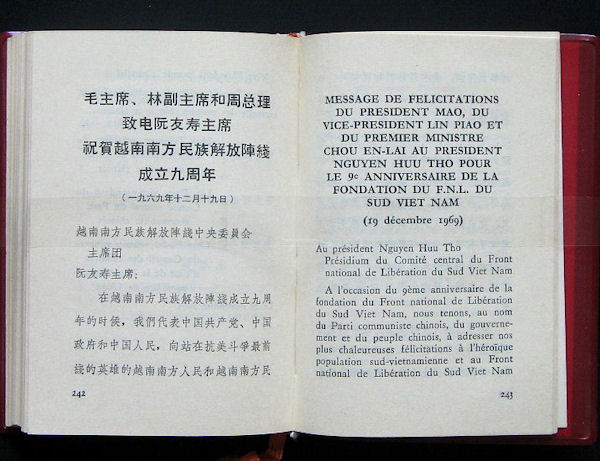 毛主席、林副主席和周总理
致电阮友寿主席
祝賀越南南方民族解放陣綫
成立九周年
（一九六九年十二月十九日）
越南南方民族解放陣綫中央委員会
主席团
阮友寿主席：
在越南南方民族解放陣綫成立九周
年的时候，我們代表中国共产党、中国
政府和中国人民，向站在抗美斗爭最前
綫的英雄的越南南方人民和越南南方民
242
MESSAGE DE FELICITATIONS
DU PRESIDENT MAO, DU
VICE-PRESIDENT LIN PIAO ET
DU PREMIER MINISTRE
CHOU EN-LAI AU PRESIDENT
NGUYEN HUU THO POUR
LE 9e ANNIVERSAIRE DE LA
FONDATION DU F.N.L. DU
SUD VIET NAM
(19 décembre 1969)
Au président Nguyen Huu Tho
Présidium du Comité central du Front
national de Libération du Sud Viet Nam
A l'occasion du 9ème anniversaire de la
fondation du Front national de Libération
du Sud Viet Nam, nous tenons, au nom
du Parti communiste chinois, du gouverne-
ment et du peuple chinois, à adresser nos
plus chaleureuses félicitations à l'héroïque
population sud-vietnamienne et au Front
national de Libération du Sud Viet Nam
243